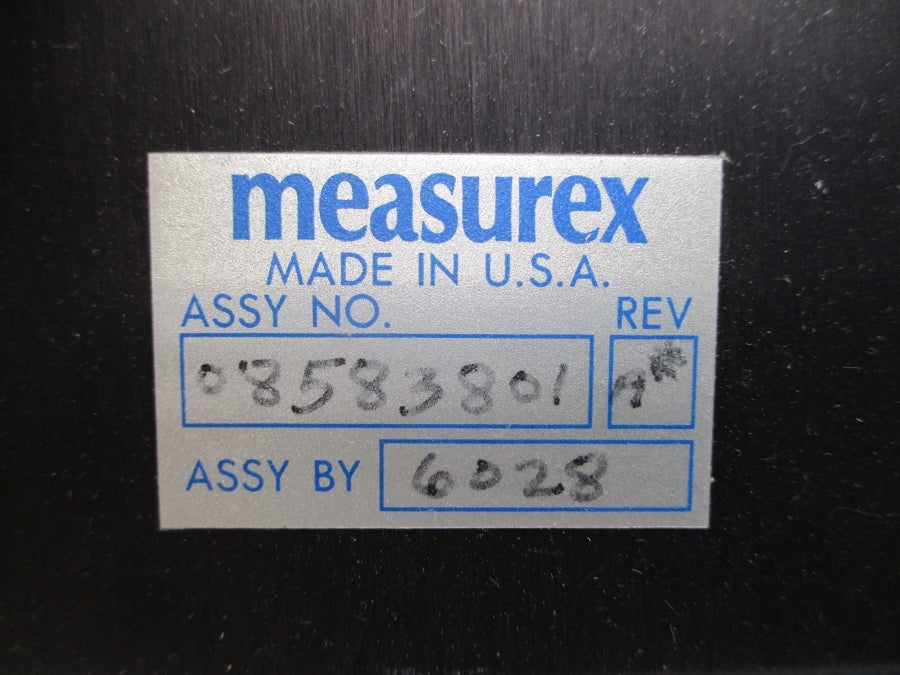 measurex
MADE IN U.S.A.
ASSY NO. REV
08583801
ASSY BY 6028